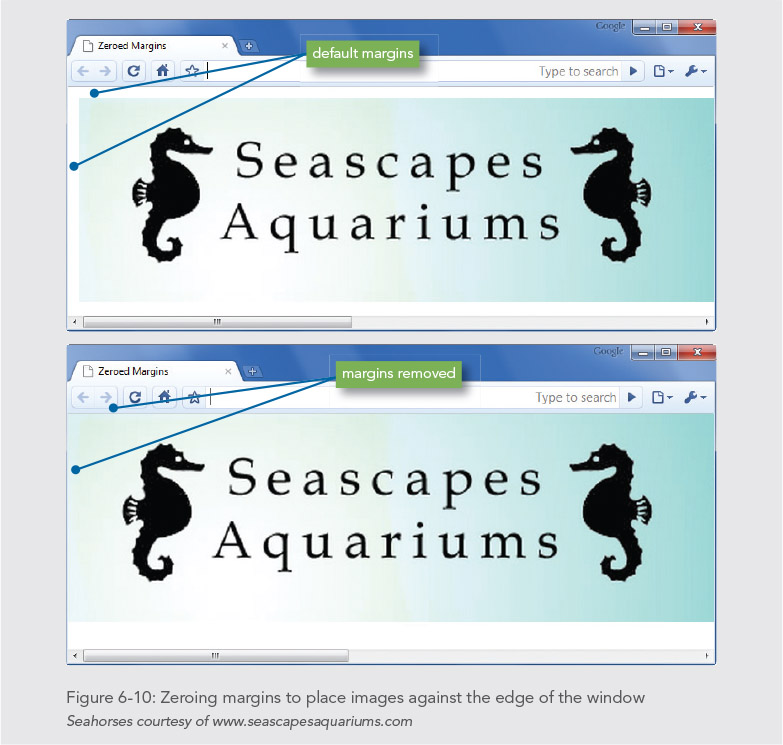 Google
Zeroed Margins
default margins
Type to search
Seascapes
Aquariums
Google
Zeroed Margins
margins removed
Type to search
Seascapes
Aquariums
Figure 6-10: Zeroing margins to place images against the edge of the window
Seahorses courtesy of www.seascapesaquariums.com